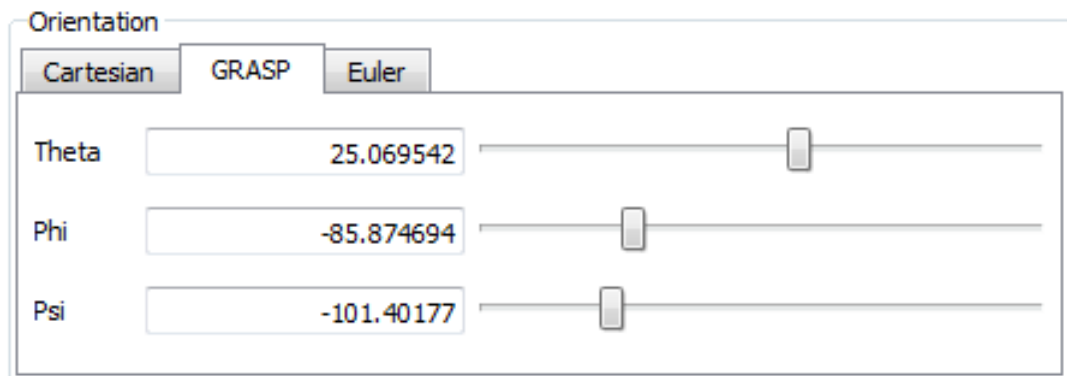 Orientation
Cartesian GRASP Euler
Theta 25.069542
Phi -85.874694
Psi -101.40177